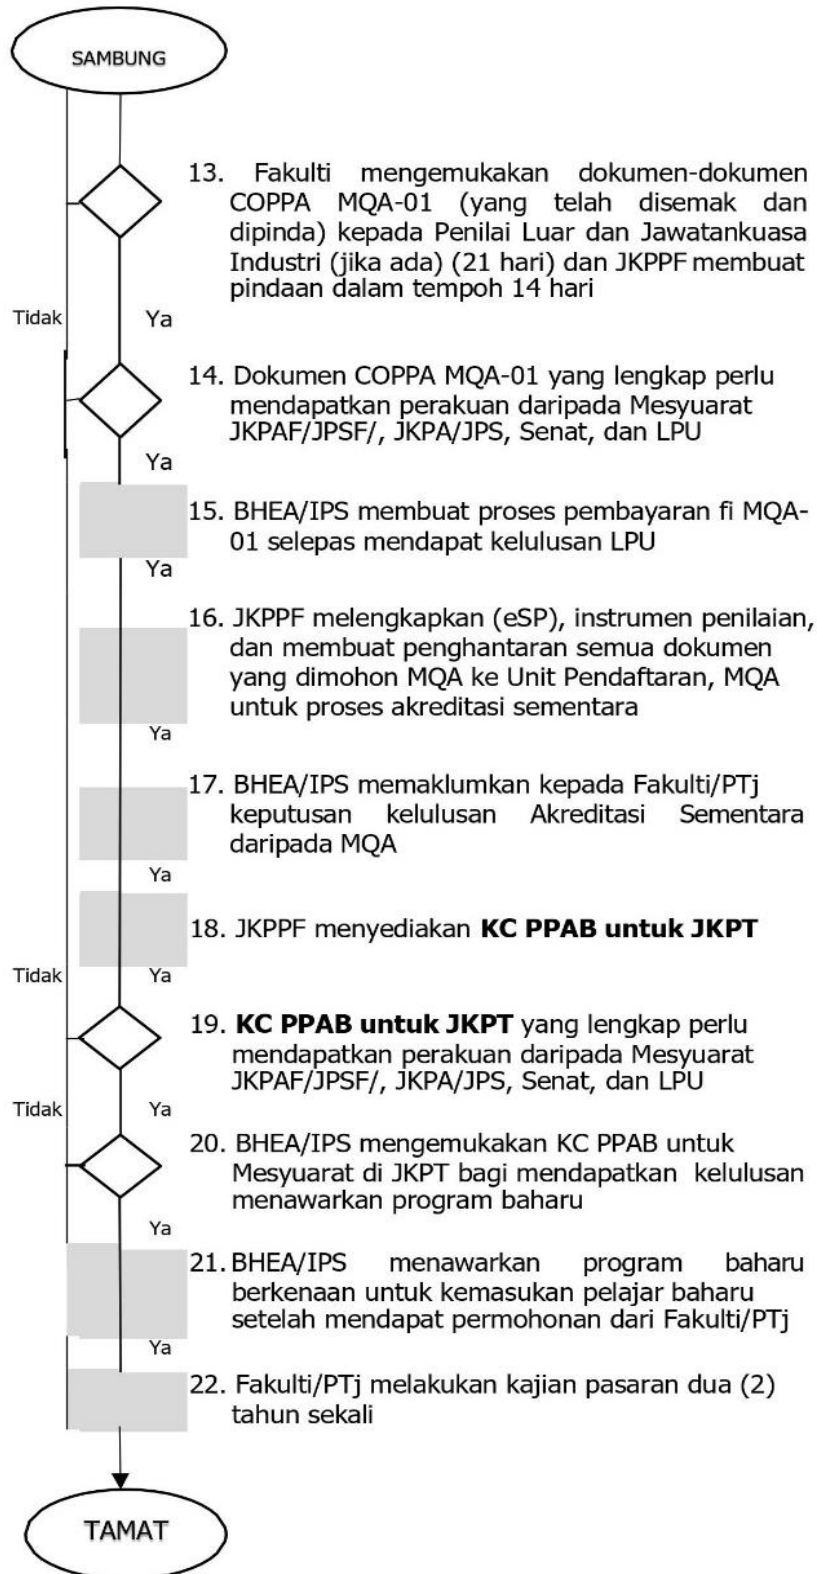 SAMBUNG
13. Fakulti mengemukakan dokumen-dokumen
COPPA MQA-01 (yang telah disemak dan
dipinda) kepada Penilai Luar dan Jawatankuasa
Industri (jika ada) (21 hari) dan JKPPF membuat
pindaan dalam tempoh 14 hari
Tidak
Ya
14. Dokumen COPPA MQA-01 yang lengkap perlu
mendapatkan perakuan daripada Mesyuarat
JKPAF/JPSF/, JKPA/JPS, Senat, dan LPU
Ya
15. BHEA/IPS membuat proses pembayaran fi MQA-
01 selepas mendapat kelulusan LPU
Ya
16. JKPPF melengkapkan (eSP), instrumen penilaian,
dan membuat penghantaran semua dokumen
yang dimohon MQA ke Unit Pendaftaran, MQA
untuk proses akreditasi sementara
Ya
17. BHEA/IPS memaklumkan kepada Fakulti/PTj
keputusan kelulusan Akreditasi Sementara
daripada MQA
Ya
18. JKPPF menyediakan KC PPAB untuk JKPT
Tidak
Ya
19. KC PPAB untuk JKPT yang lengkap perlu
mendapatkan perakuan daripada Mesyuarat
JKPAF/JPSF/, JKPA/JPS, Senat, dan LPU
Tidak
Ya
20. BHEA/IPS mengemukakan KC PPAB untuk
Mesyuarat di JKPT bagi mendapatkan kelulusan
menawarkan program baharu
Ya
21. BHEA/IPS menawarkan program baharu
berkenaan untuk kemasukan pelajar baharu
setelah mendapat permohonan dari Fakulti/PTj
Ya
22. Fakulti/PTj melakukan kajian pasaran dua (2)
tahun sekali
TAMAT